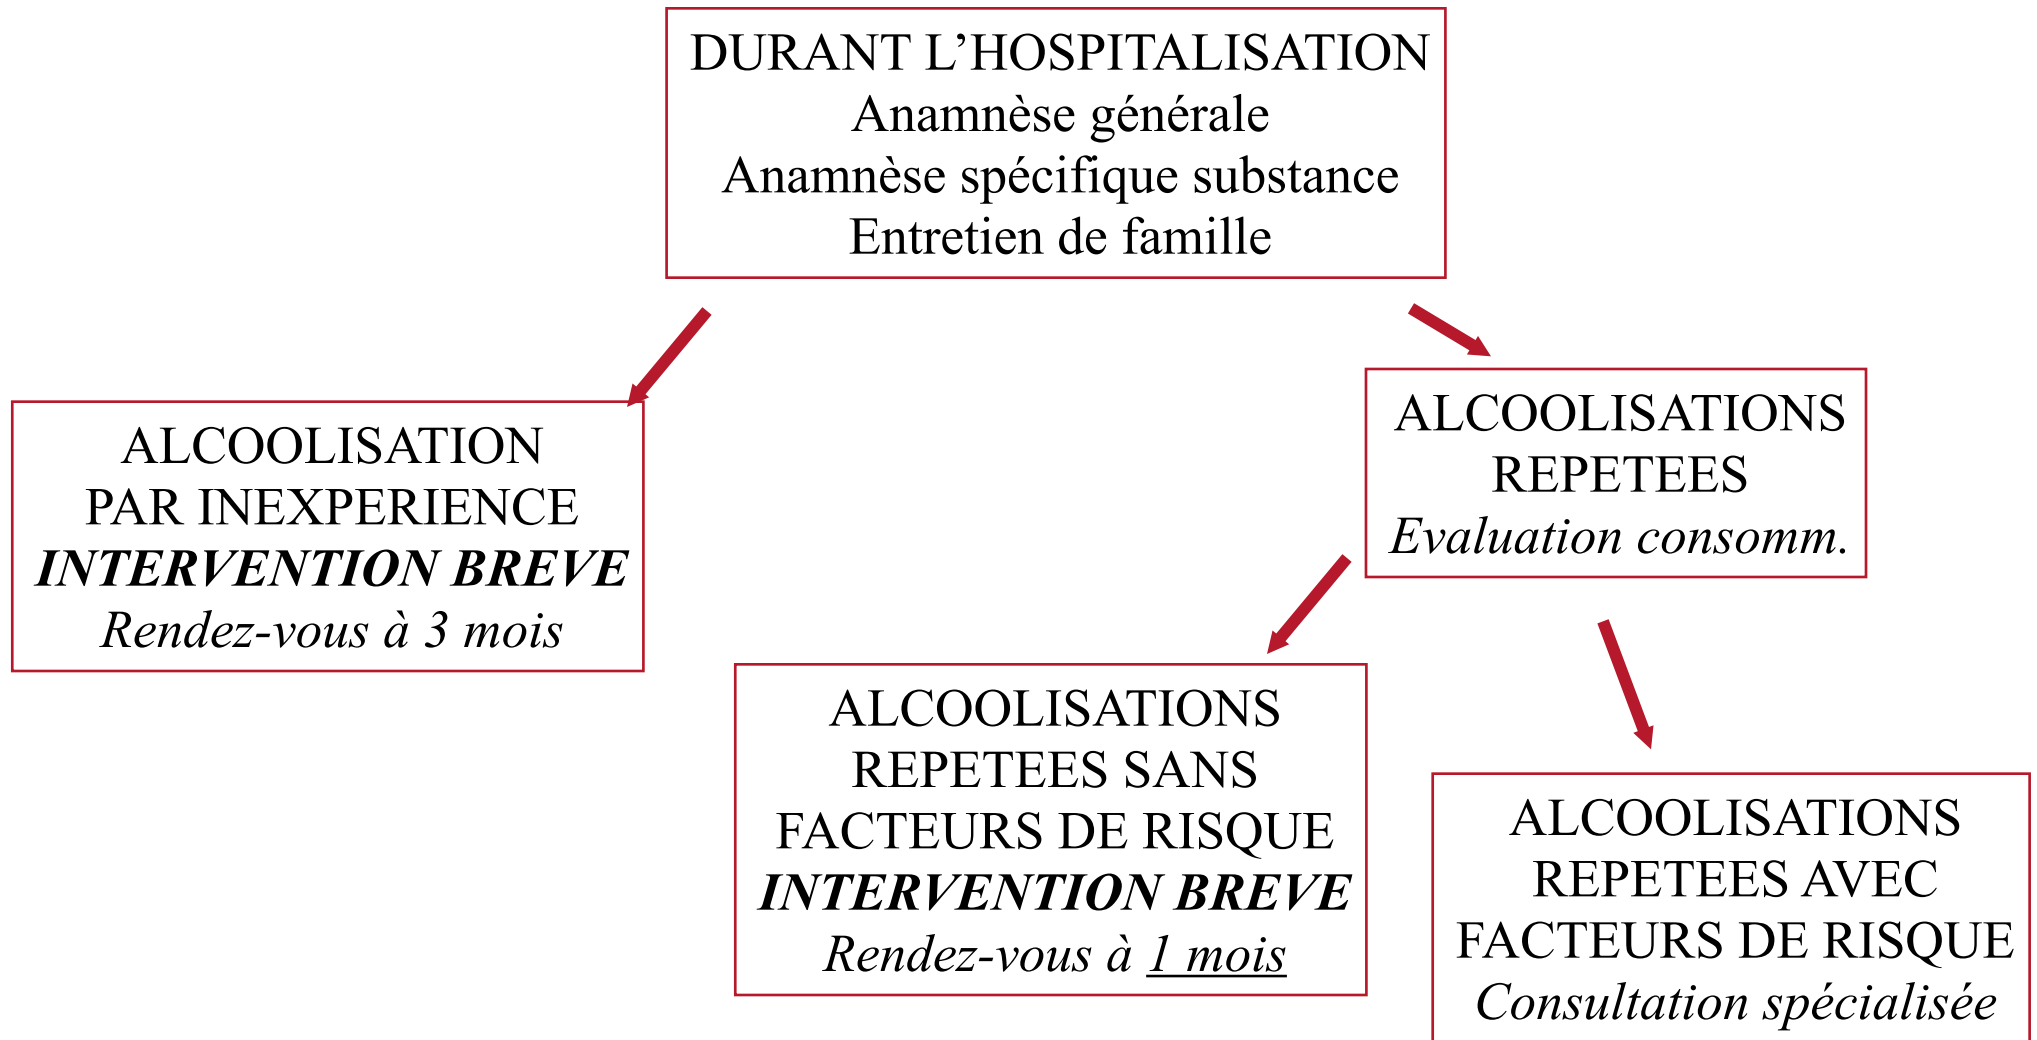 DURANT L’HOSPITALISATION
Anamnèse générale
Anamnèse spécifique substance
Entretien de famille
ALCOOLISATION
PAR INEXPERIENCE
INTERVENTION BREVE
Rendez-vous à 3 mois
ALCOOLISATIONS
REPETEES
Evaluation consomm.
ALCOOLISATIONS
REPETEES SANS
FACTEURS DE RISQUE
INTERVENTION BREVE
Rendez-vous à 1 mois
ALCOOLISATIONS
REPETEES AVEC
FACTEURS DE RISQUE
Consultation spécialisée